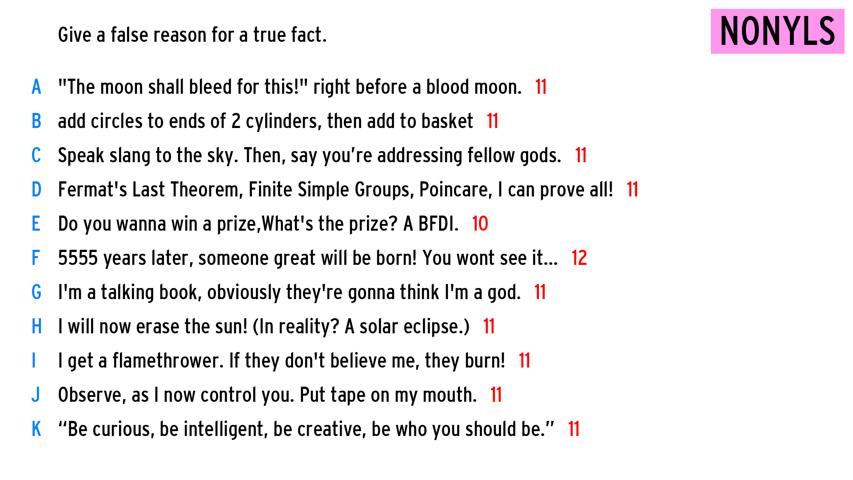 Give a false reason for a true fact.
NONYLS
A "The moon shall bleed for this!" right before a blood moon. 11
B add circles to ends of 2 cylinders, then add to basket 11
C Speak slang to the sky. Then, say you're addressing fellow gods. 11
D Fermat's Last Theorem, Finite Simple Groups, Poincare, I can prove all! 11
E Do you wanna win a prize,What's the prize? A BFDI. 10
F 5555 years later, someone great will be born! You wont see it... 12
G I'm a talking book, obviously they're gonna think I'm a god. 11
H I will now erase the sun! (In reality? A solar eclipse.) 11
I I get a flamethrower. If they don't believe me, they burn! 11
J Observe, as I now control you. Put tape on my mouth. 11
K “Be curious, be intelligent, be creative, be who you should be.” 11